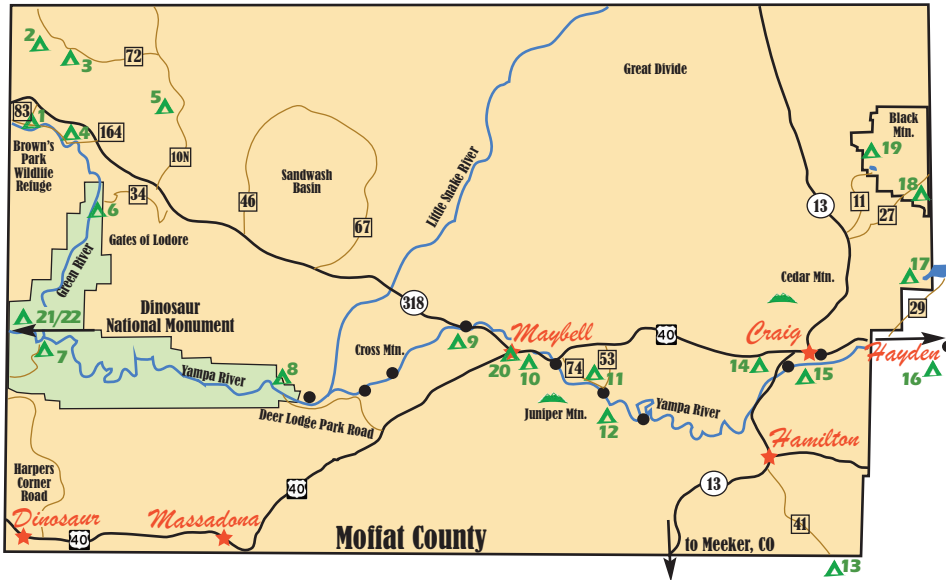 2
3
72
5
83
1
4
164
Brown's
Park
Wildlife
Refuge
10N
34
6
Gates of Lodore
Green River
46
Sandwash
Basin
67
Little Snake River
Great Divide
13
Black
Mtn.
19
18
11
27
17
29
Cedar Mtn.
21/22
Dinosaur
National Monument
7
318
9
Maybell
20
10
40
Craig
14
15
Hayden
16
Cross Mtn.
Yampa River
8
Deer Lodge Park Road
74
53
11
Juniper Mtn.
12
Yampa River
Hamilton
13
41
13
Harpers
Corner
Road
40
Dinosaur
40
Massadona
Moffat County
to Meeker, CO